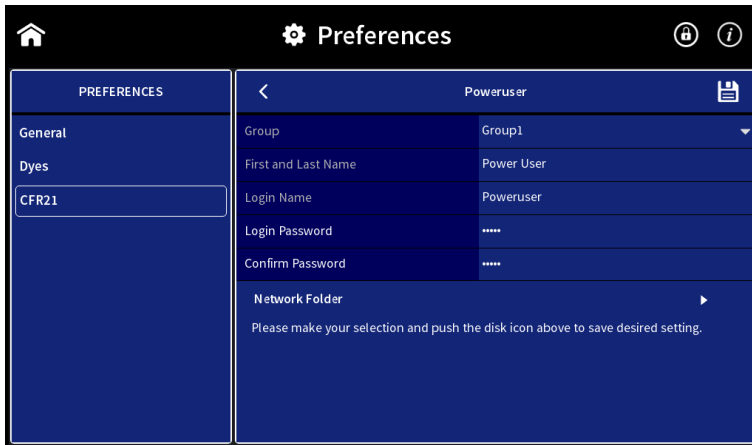 Preferences
PREFERENCES
General
Dyes
CFR21
Poweruser
Group Group1
First and Last Name Power User
Login Name Poweruser
Login Password •••••
Confirm Password •••••
Network Folder
Please make your selection and push the disk icon above to save desired setting.